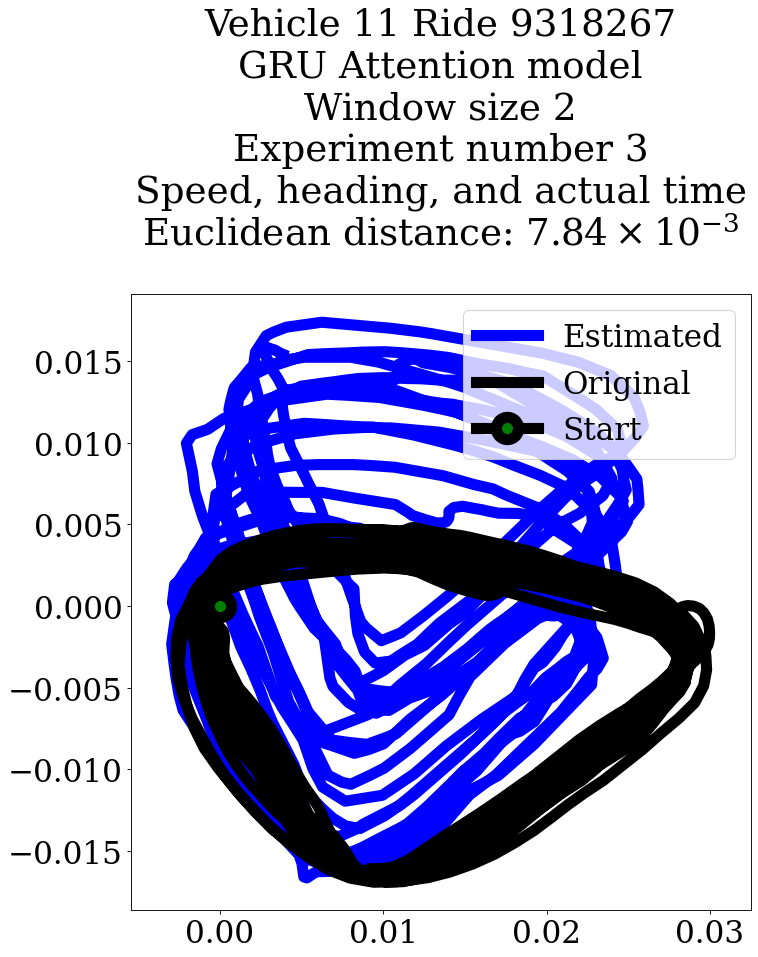 Vehicle 11 Ride 9318267
GRU Attention model
Window size 2
Experiment number 3
Speed, heading, and actual time
Euclidean distance: 7.84 × 10⁻³
Estimated
Original
Start
0.015
0.010
0.005
0.000
−0.005
−0.010
−0.015
0.00 0.01 0.02 0.03